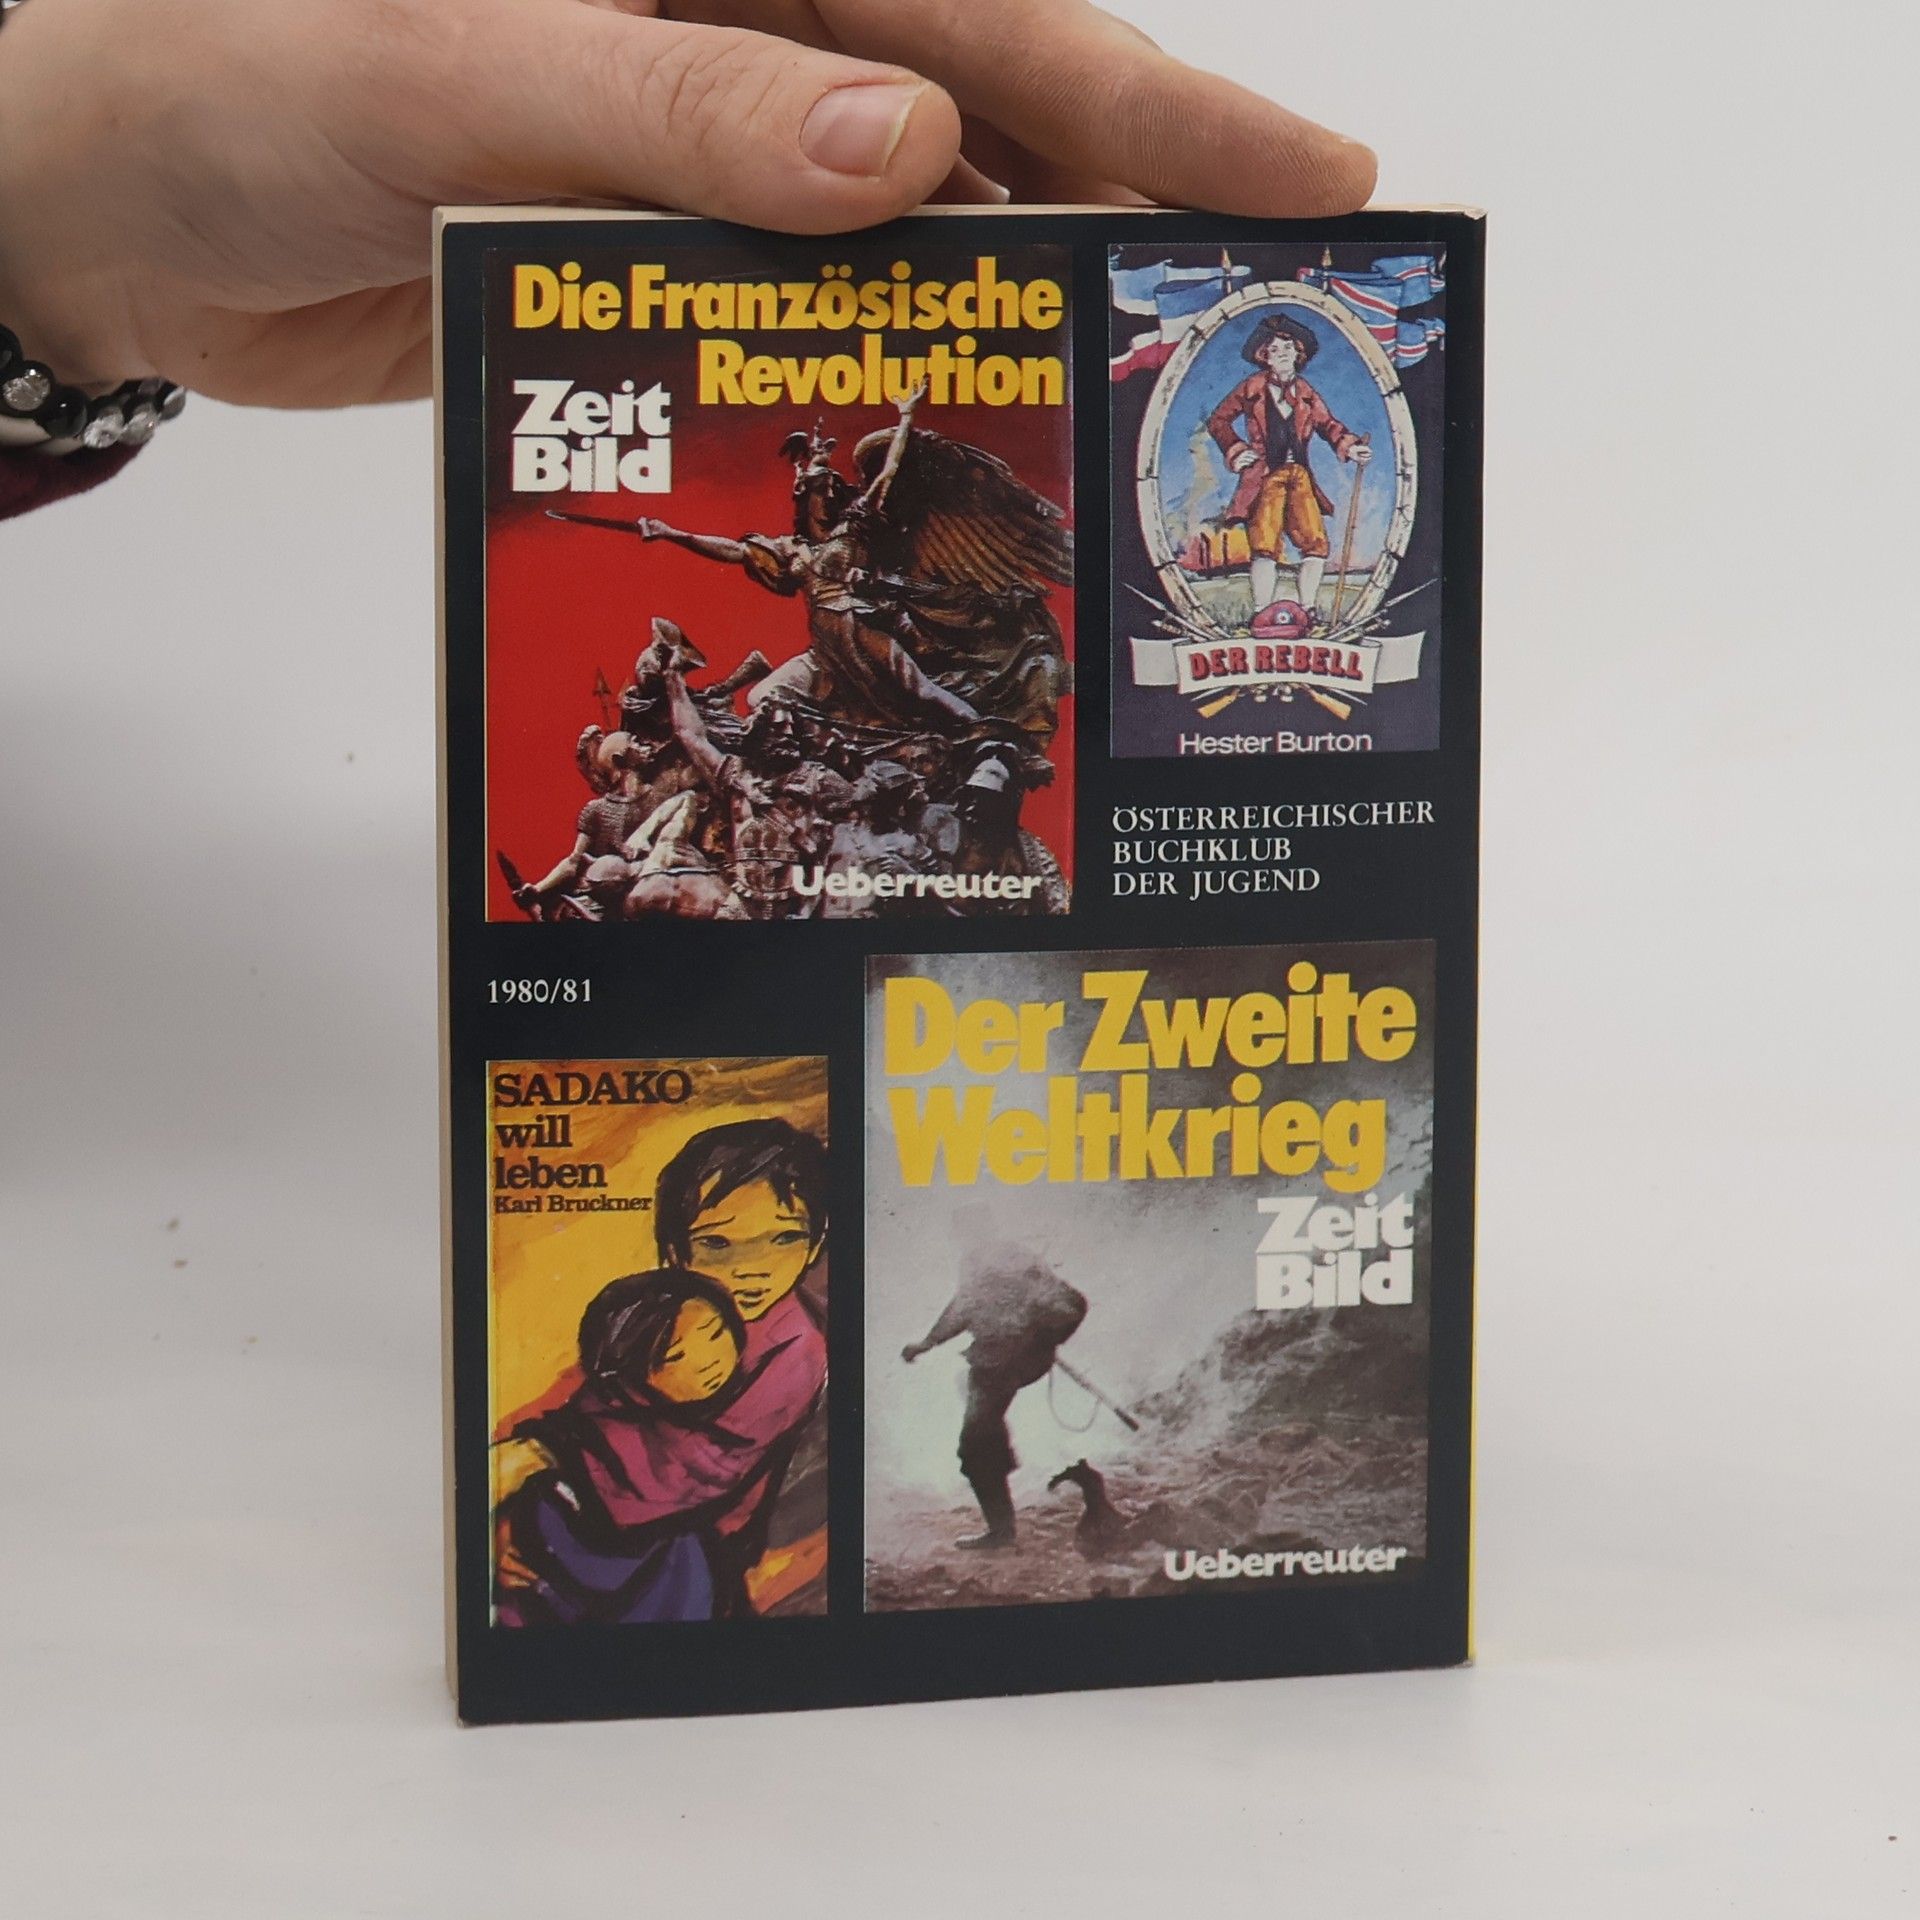 Die Französische
Revolution
Zeit
Bild
Ueberreuter
DER REBELL
Hester Burton
ÖSTERREICHISCHER
BUCHKLUB
DER JUGEND
1980/81
SADAKO
will
leben
Karl Bruckner
Der Zweite
Weltkrieg
Zeit
Bild
Ueberreuter